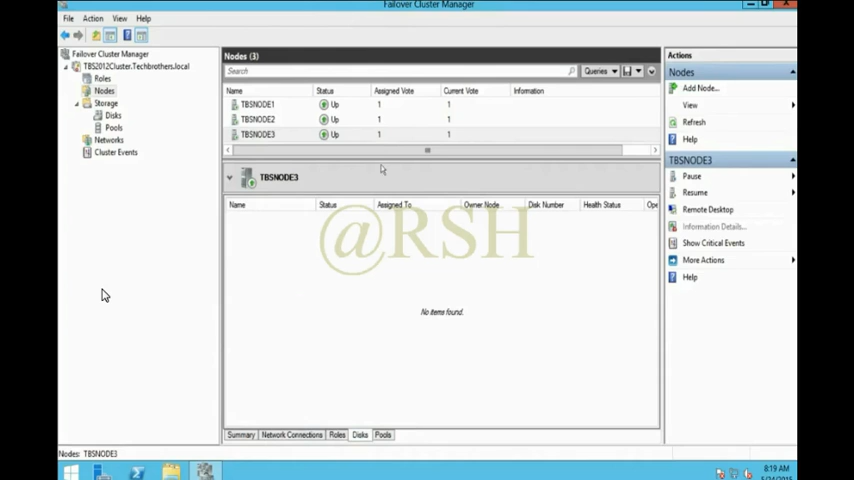 Failover Cluster Manager
File Action View Help
Failover Cluster Manager
TBS2012Cluster.Techbrothers.local
Roles
Nodes
Storage
Disks
Pools
Networks
Cluster Events
Nodes (3)
Search
Queries
Name Status Assigned Vote Current Vote Information
TBSNODE1 Up 1 1
TBSNODE2 Up 1 1
TBSNODE3 Up 1 1
TBSNODE3
Name Status Assigned To Owner Node Disk Number Health Status Ope
@RSH
No items found.
Summary Network Connections Roles Disks Pools
Actions
Nodes
Add Node...
View
Refresh
Help
TBSNODE3
Pause
Resume
Remote Desktop
Information Details...
Show Critical Events
More Actions
Help
Nodes: TBSNODE3
8:19 AM